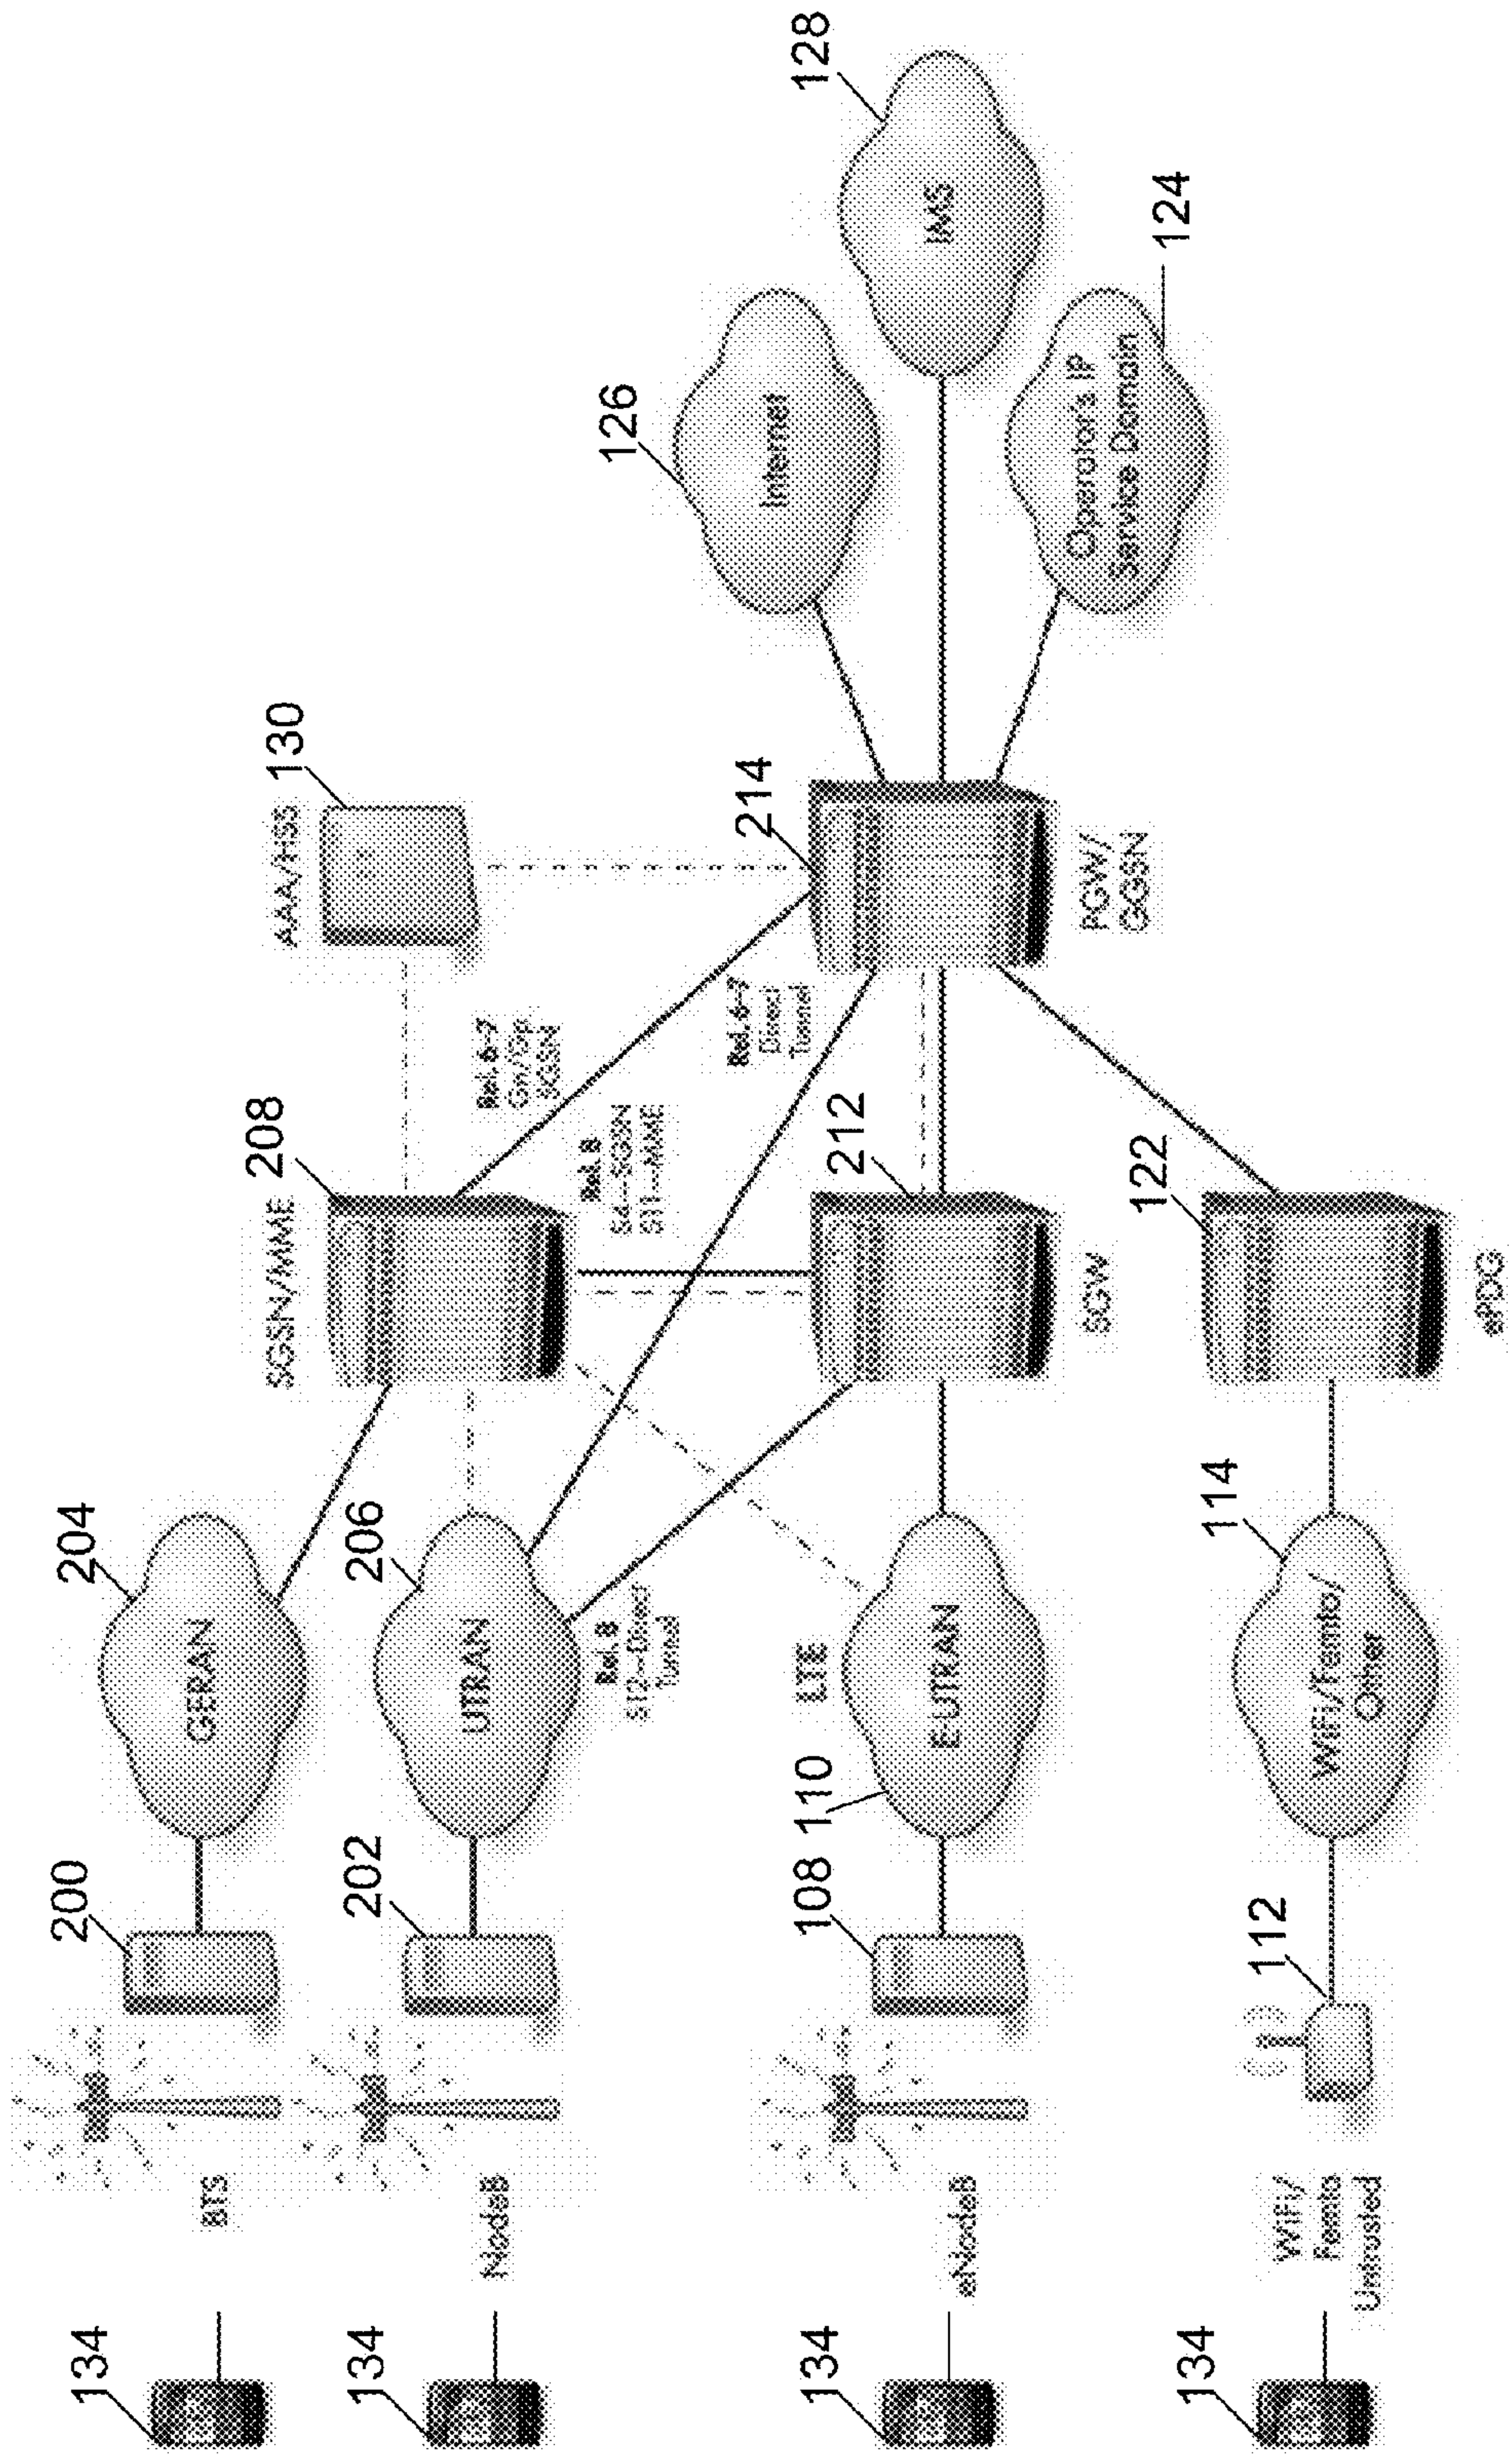 134
BTS
200
204
GERAN
134
NodeB
202
206
UTRAN
Rel. 8
S12--Direct
Tunnel
SGSN/MME
208
AAA/HSS
130
Rel. 6-7
Gn/Gp
SGSN
Rel. 8
S4--SGSN
S11--MME
Rel. 6-7
Direct
Tunnel
134
eNodeB
108
110
LTE
E-UTRAN
212
SGW
214
PGW/
GGSN
126
Internet
128
IMS
124
Operator's IP
Service Domain
134
WiFi/
Femto
Untrusted
112
114
WiFi/Femto/
Other
122
ePDG